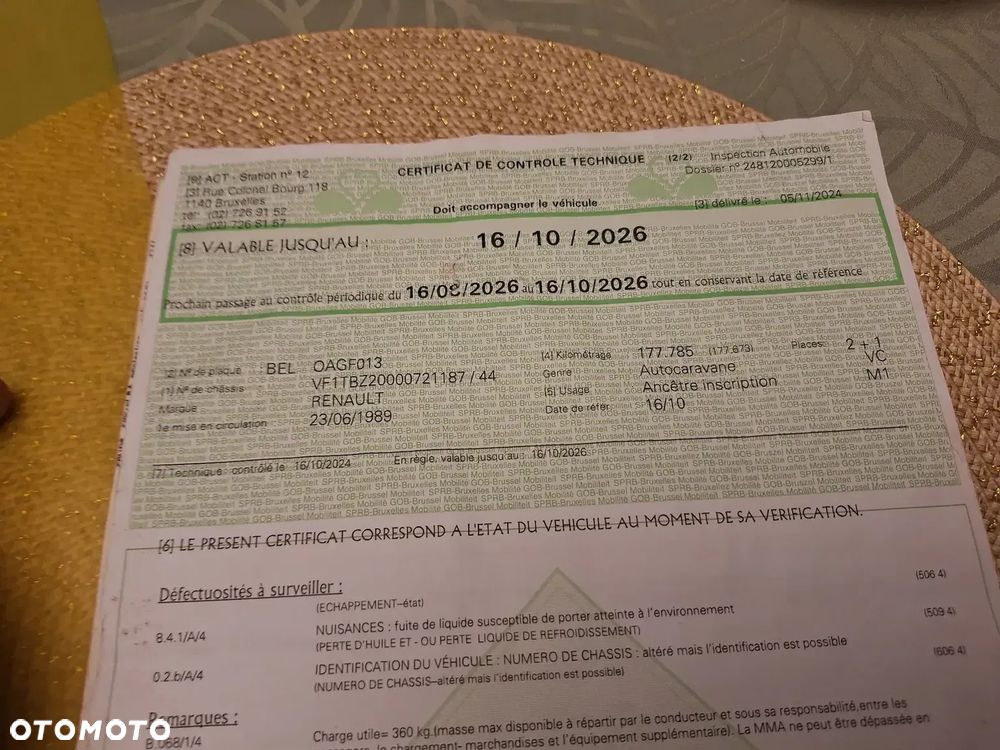 CERTIFICAT DE CONTROLE TECHNIQUE (2/2)
Inspection Automobile
Dossier n° 248120005299/1
[9] ACT - Station n° 12
[3] Rue Colonel Bourg 118
1140 Bruxelles
tél: (02) 726 91 52
fax: (02) 726 81 57
Doit accompagner le véhicule
[3] délivré le : 05/11/2024
[8] VALABLE JUSQU'AU : 16 / 10 / 2026
Prochain passage au contrôle périodique du 16/08/2026 au 16/10/2026 tout en conservant la date de référence
[2] N° de plaque : BEL OAGF013
(1) N° de châssis VF1TBZ20000721187 / 44
Marque RENAULT
1e mise en circulation 23/06/1989
[4] Kilométrage : 177.785 (177.673) Places: 2 + 1
Genre Autocaravane VC
[5] Usage : Ancêtre inscription M1
Date de réfer 16/10
[7] Technique : contrôlé le 16/10/2024 En règle, valable jusqu'au : 16/10/2026
[6] LE PRESENT CERTIFICAT CORRESPOND A L'ETAT DU VEHICULE AU MOMENT DE SA VERIFICATION.
Défectuosités à surveiller :
(ECHAPPEMENT-état) (506 4)
8.4.1/A/4 NUISANCES : fuite de liquide susceptible de porter atteinte à l'environnement (509 4)
(PERTE D'HUILE ET - OU PERTE LIQUIDE DE REFROIDISSEMENT)
0.2.b/A/4 IDENTIFICATION DU VÉHICULE : NUMERO DE CHASSIS : altéré mais l'identification est possible (606 4)
(NUMERO DE CHASSIS-altéré mais l'identification est possible)
Remarques :
B.068/1/4 Charge utile= 360 kg.(masse max disponible à répartir par le conducteur et sous sa responsabilité,entre les
le chargement- marchandises et l'équipement supplémentaire). La MMA ne peut être dépassée en
OTOMOTO